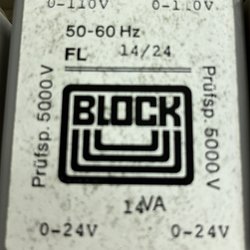 0-110V 0-110V
50-60 Hz
FL 14/24
Prüfsp. 5000 V
BLOCK
Prüfsp. 5000 V
14VA
0-24V 0-24V